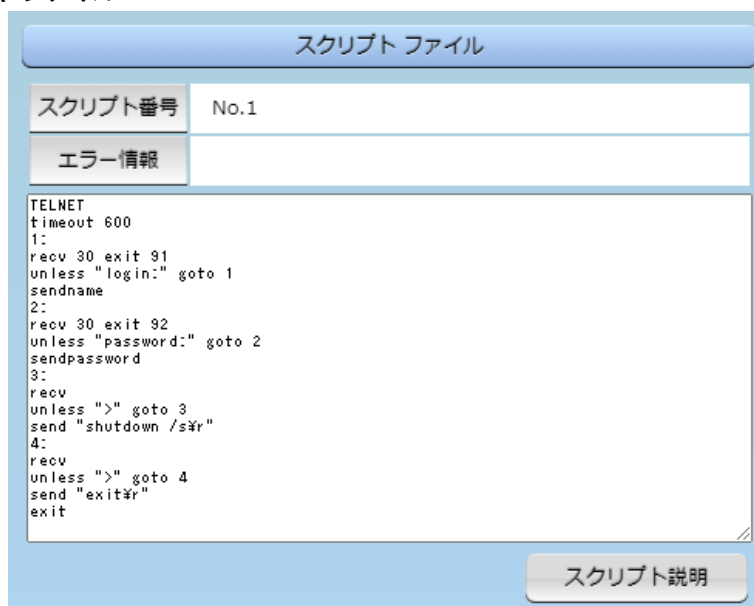 スクリプト ファイル
スクリプト番号 No.1
エラー情報
TELNET
timeout 600
1:
recv 30 exit 91
unless "login:" goto 1
sendname
2:
recv 30 exit 92
unless "password:" goto 2
sendpassword
3:
recv
unless ">" goto 3
send "shutdown /s¥r"
4:
recv
unless ">" goto 4
send "exit¥r"
exit
スクリプト説明